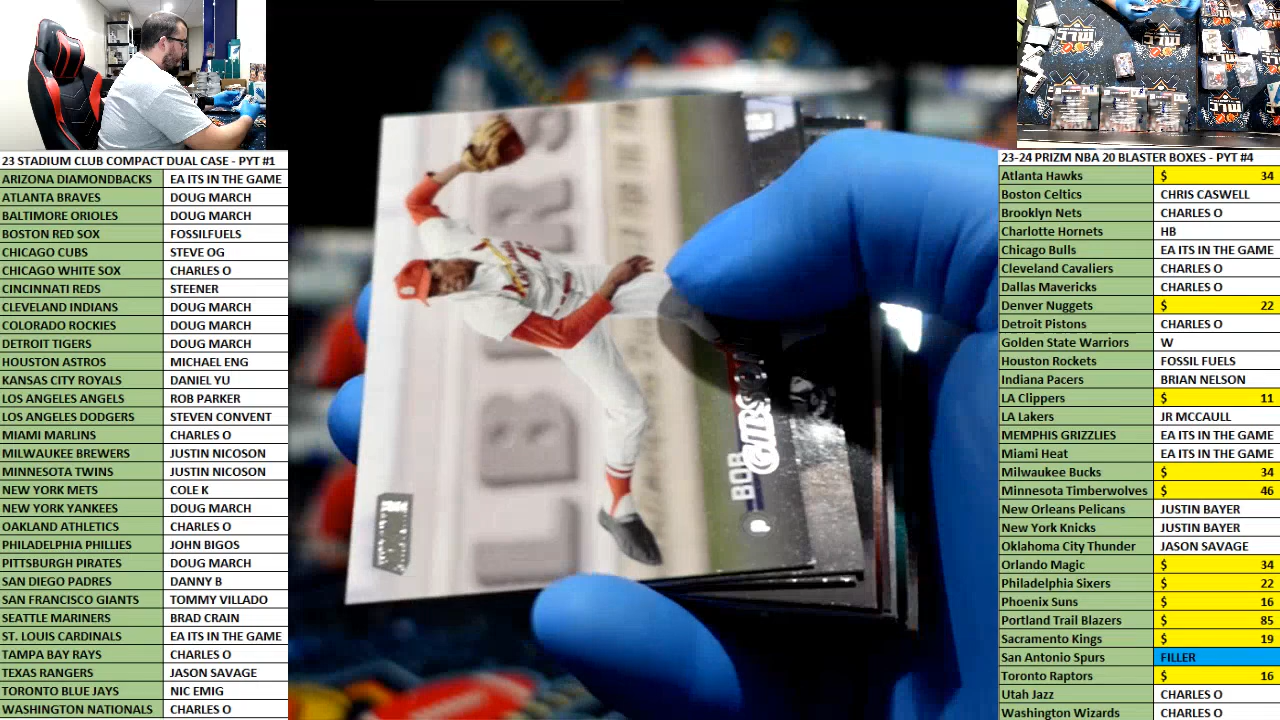 23 STADIUM CLUB COMPACT DUAL CASE - PYT #1
ARIZONA DIAMONDBACKS EA ITS IN THE GAME
ATLANTA BRAVES DOUG MARCH
BALTIMORE ORIOLES DOUG MARCH
BOSTON RED SOX FOSSILFUELS
CHICAGO CUBS STEVE OG
CHICAGO WHITE SOX CHARLES O
CINCINNATI REDS STEENER
CLEVELAND INDIANS DOUG MARCH
COLORADO ROCKIES DOUG MARCH
DETROIT TIGERS DOUG MARCH
HOUSTON ASTROS MICHAEL ENG
KANSAS CITY ROYALS DANIEL YU
LOS ANGELES ANGELS ROB PARKER
LOS ANGELES DODGERS STEVEN CONVENT
MIAMI MARLINS CHARLES O
MILWAUKEE BREWERS JUSTIN NICOSON
MINNESOTA TWINS JUSTIN NICOSON
NEW YORK METS COLE K
NEW YORK YANKEES DOUG MARCH
OAKLAND ATHLETICS CHARLES O
PHILADELPHIA PHILLIES JOHN BIGOS
PITTSBURGH PIRATES DOUG MARCH
SAN DIEGO PADRES DANNY B
SAN FRANCISCO GIANTS TOMMY VILLADO
SEATTLE MARINERS BRAD CRAIN
ST. LOUIS CARDINALS EA ITS IN THE GAME
TAMPA BAY RAYS CHARLES O
TEXAS RANGERS JASON SAVAGE
TORONTO BLUE JAYS NIC EMIG
WASHINGTON NATIONALS CHARLES O
BOB
GIBSON
P
23-24 PRIZM NBA 20 BLASTER BOXES - PYT #4
Atlanta Hawks $ 34
Boston Celtics CHRIS CASWELL
Brooklyn Nets CHARLES O
Charlotte Hornets HB
Chicago Bulls EA ITS IN THE GAME
Cleveland Cavaliers CHARLES O
Dallas Mavericks CHARLES O
Denver Nuggets $ 22
Detroit Pistons CHARLES O
Golden State Warriors W
Houston Rockets FOSSIL FUELS
Indiana Pacers BRIAN NELSON
LA Clippers $ 11
LA Lakers JR MCCAULL
MEMPHIS GRIZZLIES EA ITS IN THE GAME
Miami Heat EA ITS IN THE GAME
Milwaukee Bucks $ 34
Minnesota Timberwolves $ 46
New Orleans Pelicans JUSTIN BAYER
New York Knicks JUSTIN BAYER
Oklahoma City Thunder JASON SAVAGE
Orlando Magic $ 34
Philadelphia Sixers $ 22
Phoenix Suns $ 16
Portland Trail Blazers $ 85
Sacramento Kings $ 19
San Antonio Spurs FILLER
Toronto Raptors $ 16
Utah Jazz CHARLES O
Washington Wizards CHARLES O